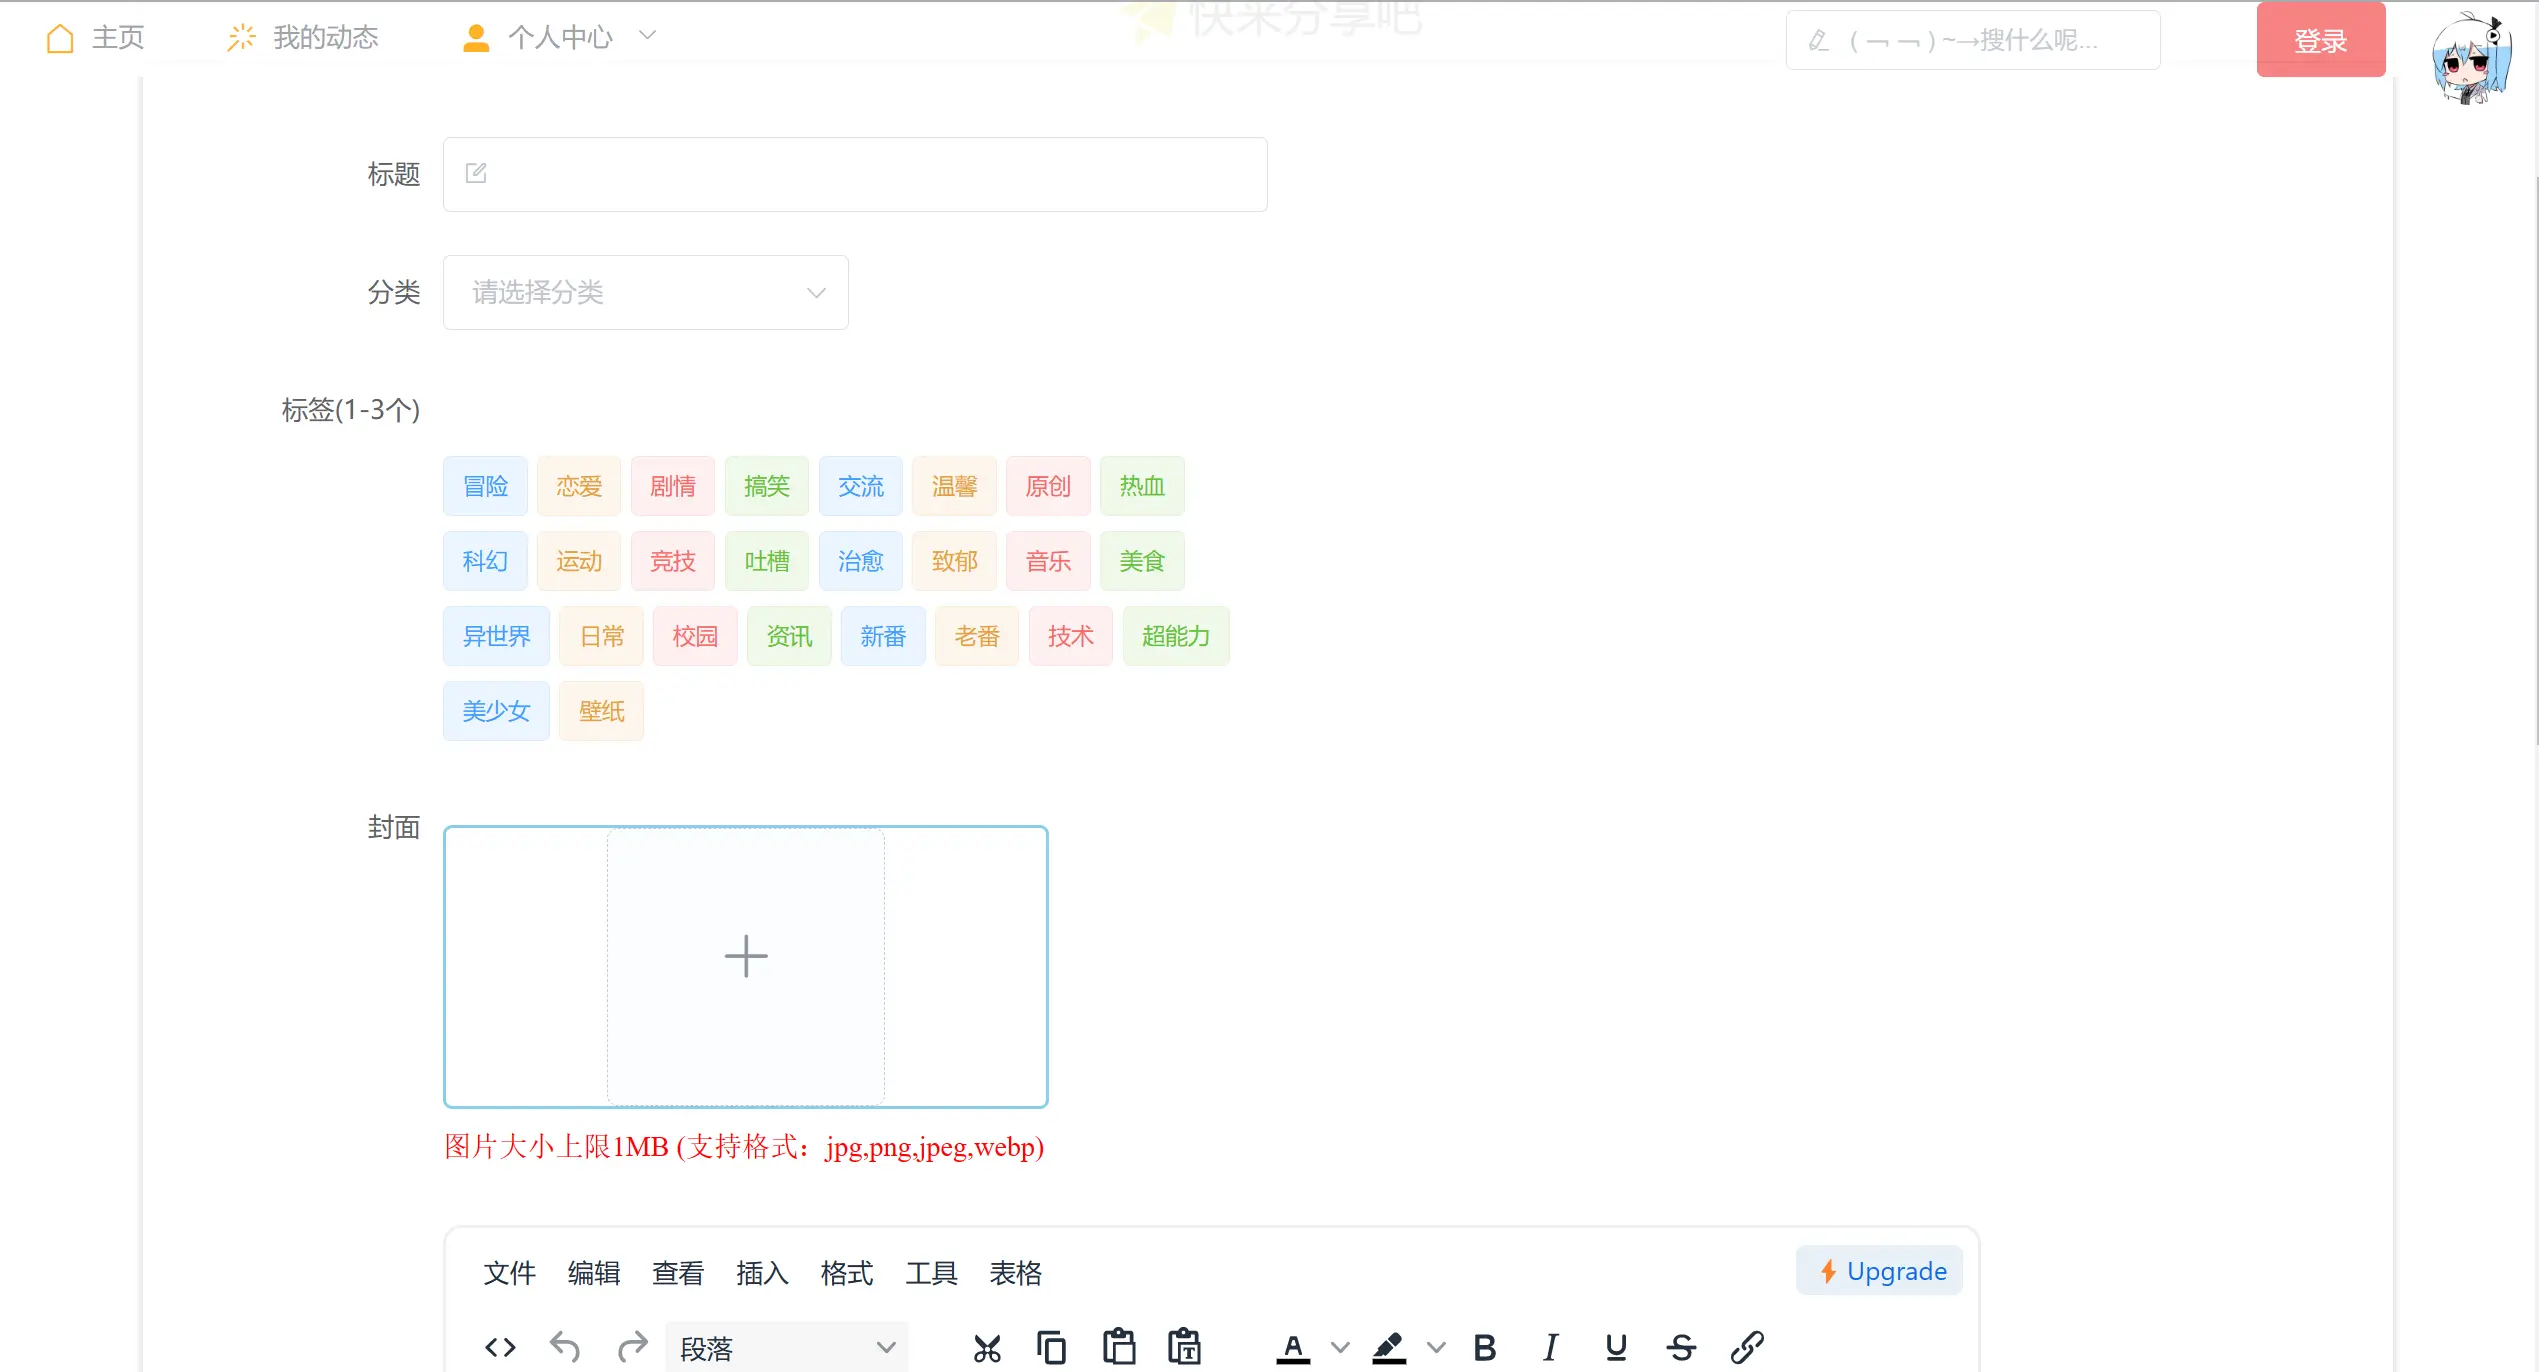 主页 我的动态 个人中心 快来分享吧 (￢￢)~→搜什么呢... 登录
标题
分类 请选择分类
标签(1-3个)
冒险 恋爱 剧情 搞笑 交流 温馨 原创 热血
科幻 运动 竞技 吐槽 治愈 致郁 音乐 美食
异世界 日常 校园 资讯 新番 老番 技术 超能力
美少女 壁纸
封面
图片大小上限1MB (支持格式：jpg,png,jpeg,webp)
文件 编辑 查看 插入 格式 工具 表格 Upgrade
段落